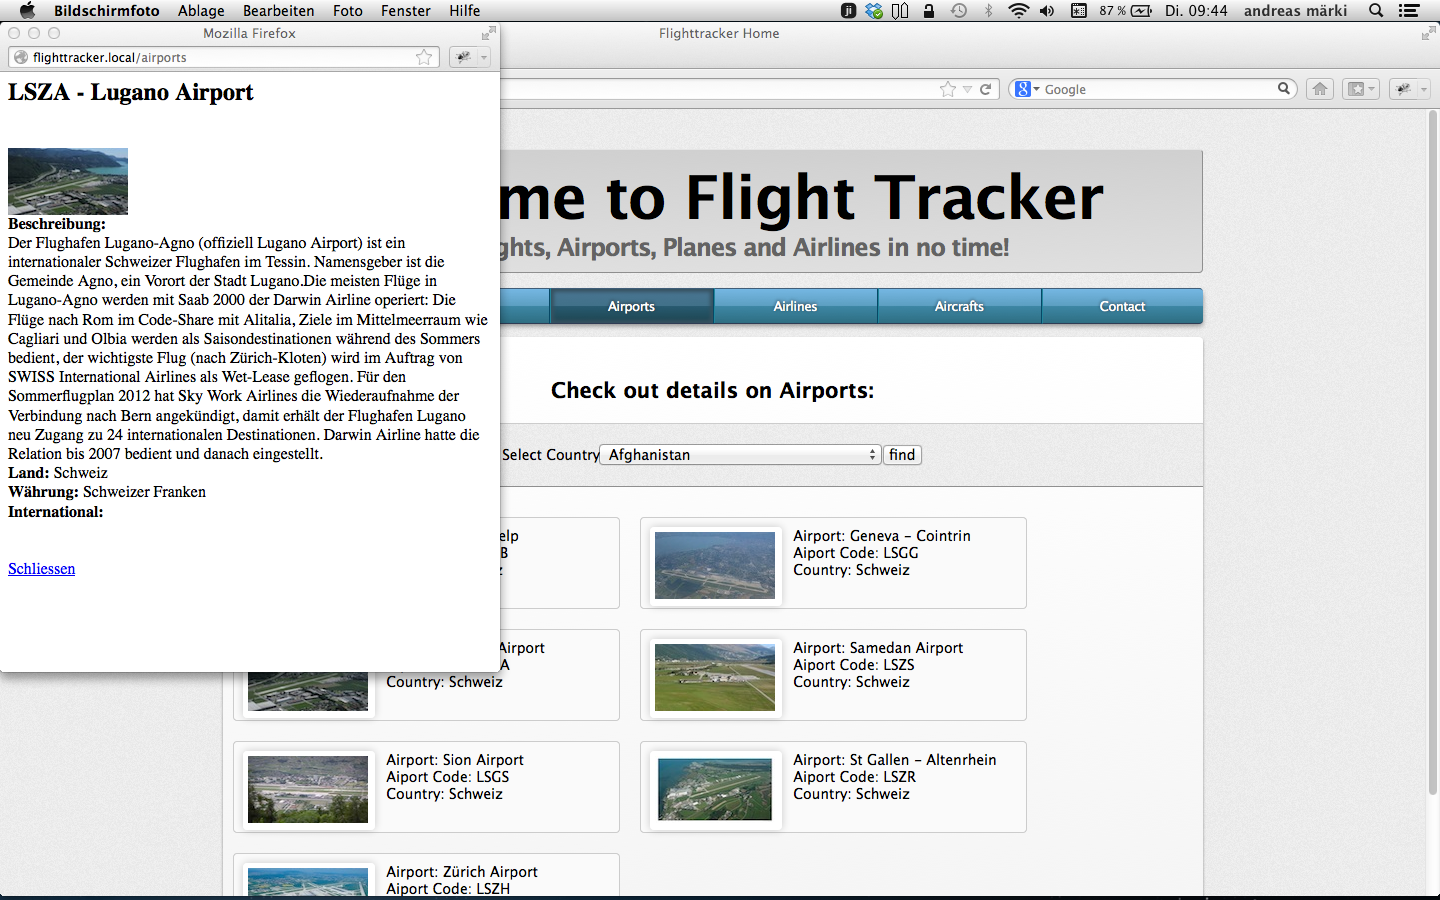 Bildschirmfoto Ablage Bearbeiten Foto Fenster Hilfe
87 % Di. 09:44 andreas märki
Mozilla Firefox
flighttracker.local/airports
LSZA - Lugano Airport
Beschreibung:
Der Flughafen Lugano-Agno (offiziell Lugano Airport) ist ein
internationaler Schweizer Flughafen im Tessin. Namensgeber ist die
Gemeinde Agno, ein Vorort der Stadt Lugano.Die meisten Flüge in
Lugano-Agno werden mit Saab 2000 der Darwin Airline operiert: Die
Flüge nach Rom im Code-Share mit Alitalia, Ziele im Mittelmeerraum wie
Cagliari und Olbia werden als Saisondestinationen während des Sommers
bedient, der wichtigste Flug (nach Zürich-Kloten) wird im Auftrag von
SWISS International Airlines als Wet-Lease geflogen. Für den
Sommerflugplan 2012 hat Sky Work Airlines die Wiederaufnahme der
Verbindung nach Bern angekündigt, damit erhält der Flughafen Lugano
neu Zugang zu 24 internationalen Destinationen. Darwin Airline hatte die
Relation bis 2007 bedient und danach eingestellt.
Land: Schweiz
Währung: Schweizer Franken
International:
Schliessen
Flighttracker Home
Google
me to Flight Tracker
ghts, Airports, Planes and Airlines in no time!
Airports Airlines Aircrafts Contact
Check out details on Airports:
Select Country Afghanistan find
elp
B
z
Airport: Geneva - Cointrin
Aiport Code: LSGG
Country: Schweiz
Airport
A
Country: Schweiz
Airport: Samedan Airport
Aiport Code: LSZS
Country: Schweiz
Airport: Sion Airport
Aiport Code: LSGS
Country: Schweiz
Airport: St Gallen - Altenrhein
Aiport Code: LSZR
Country: Schweiz
Airport: Zürich Airport
Aiport Code: LSZH